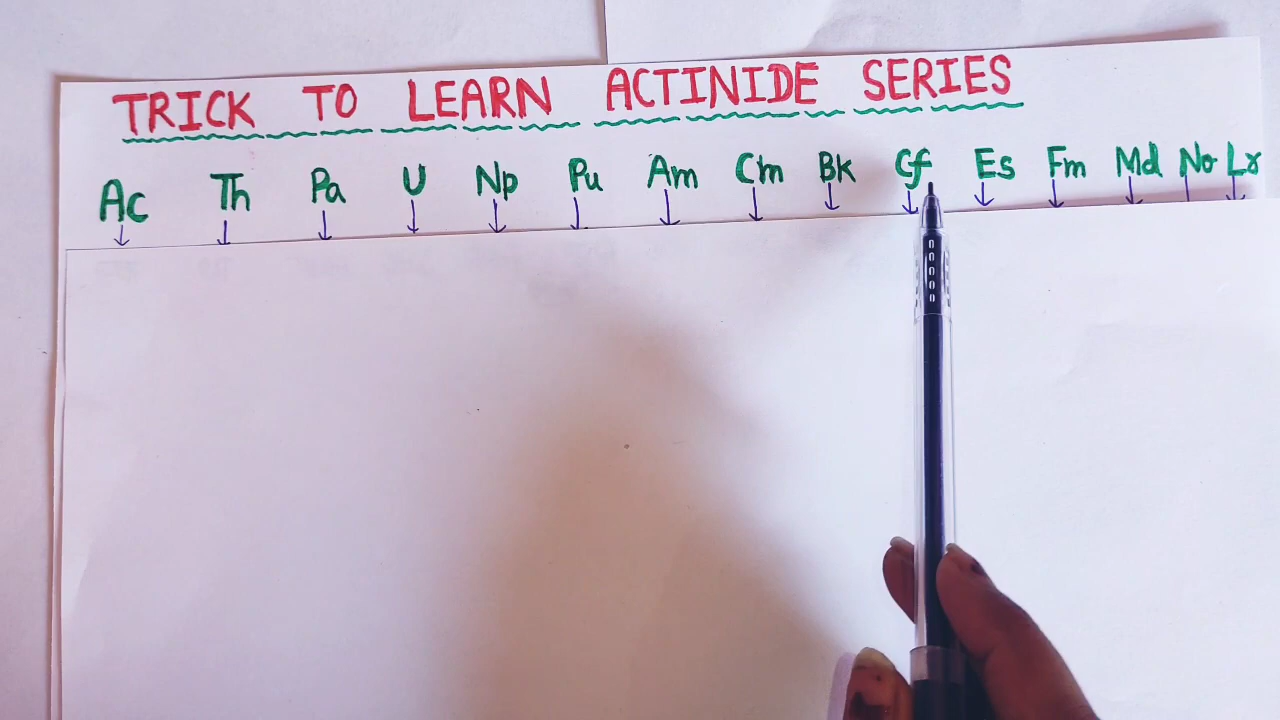 TRICK TO LEARN ACTINIDE SERIES
Ac Th Pa U Np Pu Am Cm Bk Cf Es Fm Md No Lr